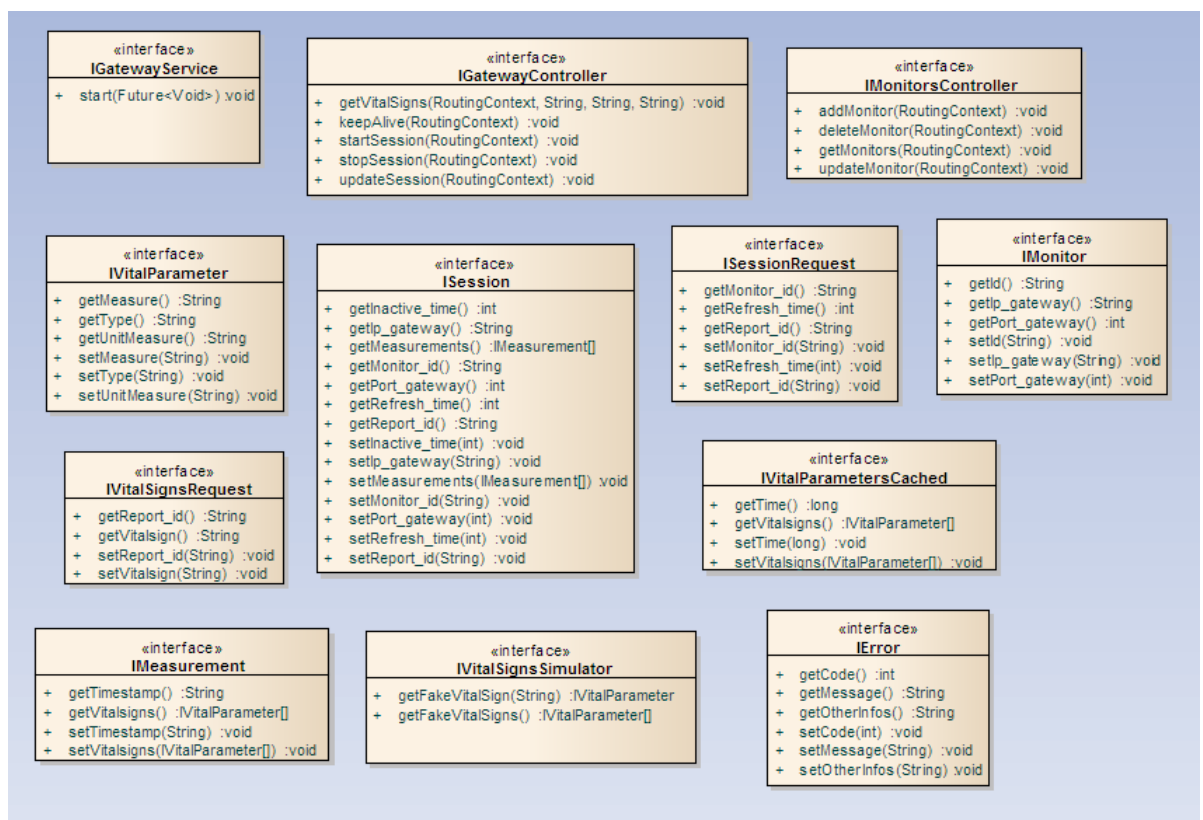 «interface»
IGatewayService
+ start(Future<Void>) :void
«interface»
IGatewayController
+ getVitalSigns(RoutingContext, String, String, String) :void
+ keepAlive(RoutingContext) :void
+ startSession(RoutingContext) :void
+ stopSession(RoutingContext) :void
+ updateSession(RoutingContext) :void
«interface»
IMonitorsController
+ addMonitor(RoutingContext) :void
+ deleteMonitor(RoutingContext) :void
+ getMonitors(RoutingContext) :void
+ updateMonitor(RoutingContext) :void
«interface»
IVitalParameter
+ getMeasure() :String
+ getType() :String
+ getUnitMeasure() :String
+ setMeasure(String) :void
+ setType(String) :void
+ setUnitMeasure(String) :void
«interface»
ISession
+ getInactive_time() :int
+ getIp_gateway() :String
+ getMeasurements() :IMeasurement[]
+ getMonitor_id() :String
+ getPort_gateway() :int
+ getRefresh_time() :int
+ getReport_id() :String
+ setInactive_time(int) :void
+ setIp_gateway(String) :void
+ setMeasurements(IMeasurement[]) :void
+ setMonitor_id(String) :void
+ setPort_gateway(int) :void
+ setRefresh_time(int) :void
+ setReport_id(String) :void
«interface»
ISessionRequest
+ getMonitor_id() :String
+ getRefresh_time() :int
+ getReport_id() :String
+ setMonitor_id(String) :void
+ setRefresh_time(int) :void
+ setReport_id(String) :void
«interface»
IMonitor
+ getId() :String
+ getIp_gateway() :String
+ getPort_gateway() :int
+ setId(String) :void
+ setIp_gateway(String) :void
+ setPort_gateway(int) :void
«interface»
IVitalSignsRequest
+ getReport_id() :String
+ getVitalsign() :String
+ setReport_id(String) :void
+ setVitalsign(String) :void
«interface»
IVitalParametersCached
+ getTime() :long
+ getVitalsigns() :IVitalParameter[]
+ setTime(long) :void
+ setVitalsigns(IVitalParameter[]) :void
«interface»
IMeasurement
+ getTimestamp() :String
+ getVitalsigns() :IVitalParameter[]
+ setTimestamp(String) :void
+ setVitalsigns(IVitalParameter[]) :void
«interface»
IVitalSignsSimulator
+ getFakeVitalSign(String) :IVitalParameter
+ getFakeVitalSigns() :IVitalParameter[]
«interface»
IError
+ getCode() :int
+ getMessage() :String
+ getOtherInfos() :String
+ setCode(int) :void
+ setMessage(String) :void
+ setOtherInfos(String) :void